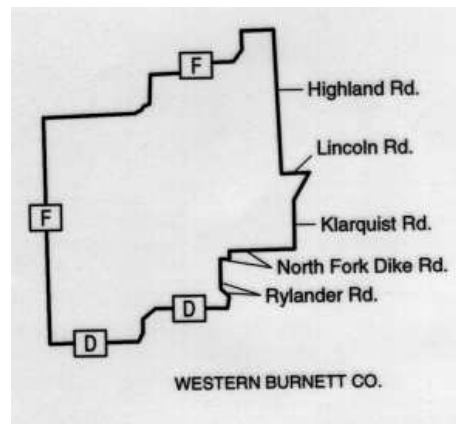 F
Highland Rd.
Lincoln Rd.
F
Klarquist Rd.
North Fork Dike Rd.
Rylander Rd.
D
D
WESTERN BURNETT CO.